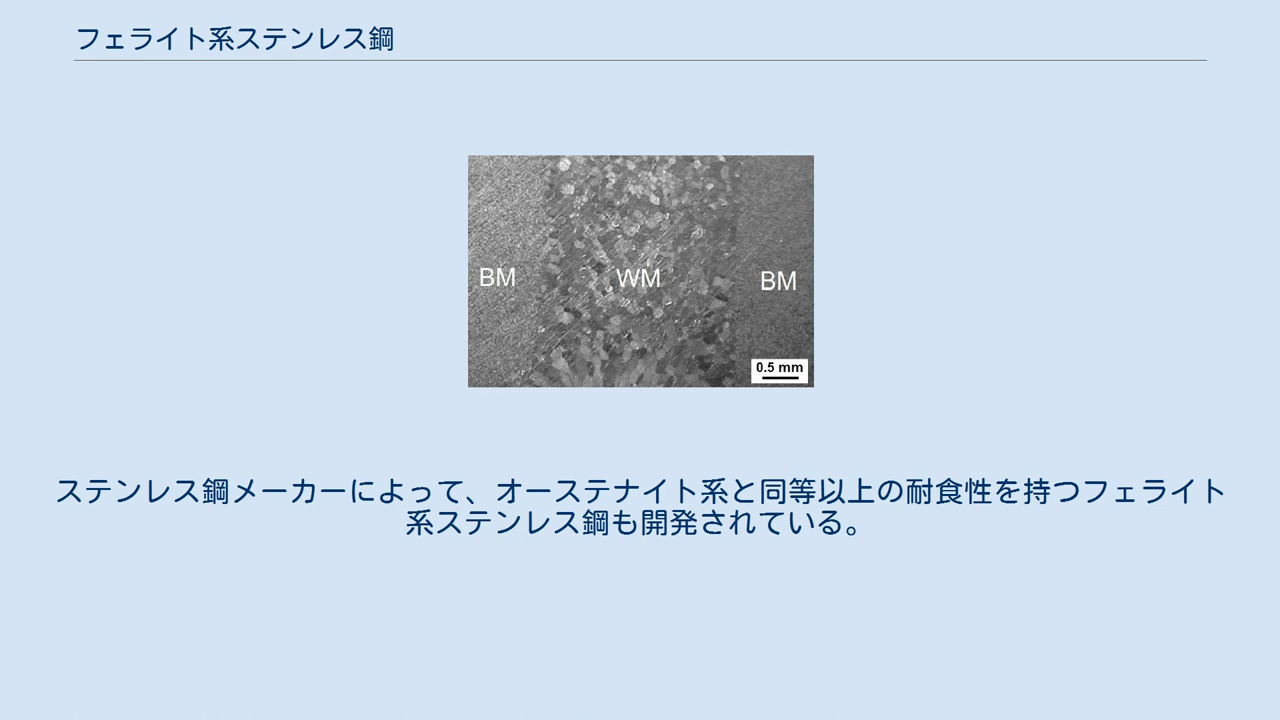 フェライト系ステンレス鋼
BM
WM
BM
0.5 mm
ステンレス鋼メーカーによって、オーステナイト系と同等以上の耐食性を持つフェライト
系ステンレス鋼も開発されている。